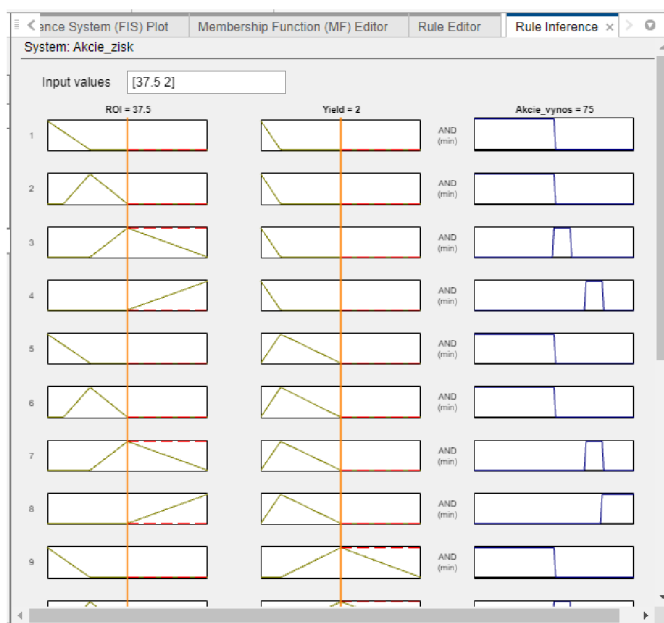 ence System (FIS) Plot Membership Function (MF) Editor Rule Editor Rule Inference
System: Akcie_zisk
Input values [37.5 2]
ROI = 37.5 Yield = 2 Akcie_vynos = 75
1 AND
(min)
2 AND
(min)
3 AND
(min)
4 AND
(min)
5 AND
(min)
6 AND
(min)
7 AND
(min)
8 AND
(min)
9 AND
(min)
AND